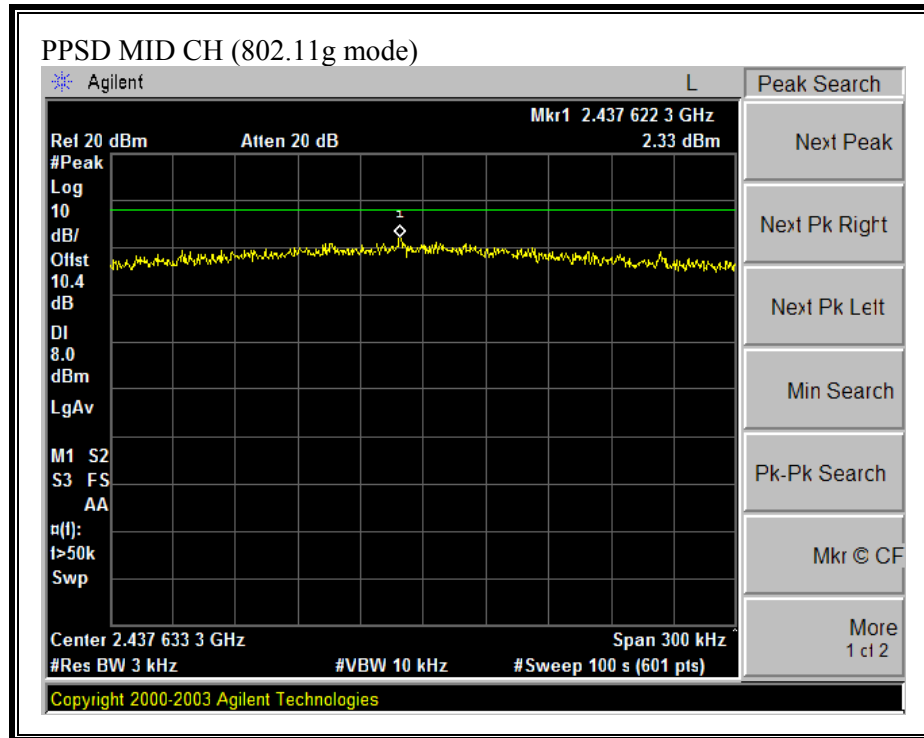 PPSD MID CH (802.11g mode)
Agilent L Peak Search
Mkr1 2.437 622 3 GHz
Ref 20 dBm Atten 20 dB 2.33 dBm
#Peak
Log
10
dB/
Offst
10.4
dB
DI
8.0
dBm
LgAv
M1 S2
S3 FS
AA
¤(f):
f>50k
Swp
1
Center 2.437 633 3 GHz Span 300 kHz
#Res BW 3 kHz #VBW 10 kHz #Sweep 100 s (601 pts)
Copyright 2000-2003 Agilent Technologies
Next Peak
Next Pk Right
Next Pk Left
Min Search
Pk-Pk Search
Mkr © CF
More
1 of 2